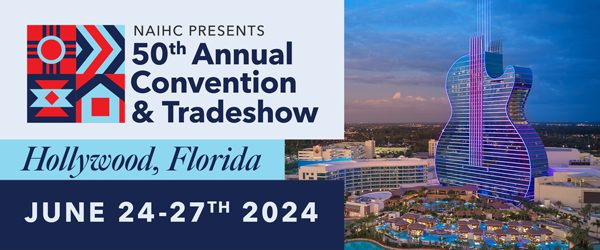 NAIHC PRESENTS
50th Annual
Convention
& Tradeshow
Hollywood, Florida
JUNE 24-27TH 2024